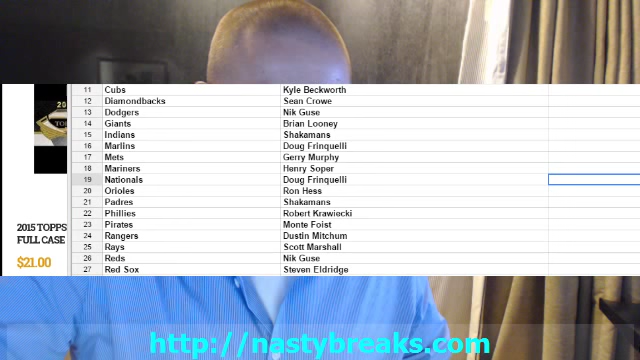 11 Cubs Kyle Beckworth
12 Diamondbacks Sean Crowe
13 Dodgers Nik Guse
14 Giants Brian Looney
15 Indians Shakamans
16 Marlins Doug Frinquelli
17 Mets Gerry Murphy
18 Mariners Henry Soper
19 Nationals Doug Frinquelli
20 Orioles Ron Hess
21 Padres Shakamans
22 Phillies Robert Krawiecki
23 Pirates Monte Foist
24 Rangers Dustin Mitchum
25 Rays Scott Marshall
26 Reds Nik Guse
27 Red Sox Steven Eldridge
20
2015 TOPPS
FULL CASE
$21.00
http://nastybreaks.com